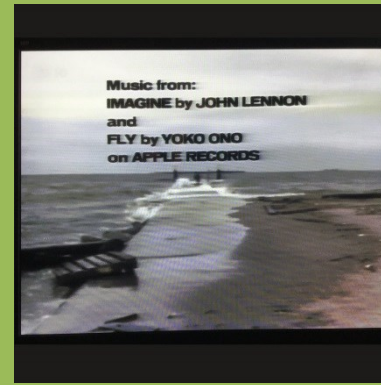 Music from:
IMAGINE by JOHN LENNON
and
FLY by YOKO ONO
on APPLE RECORDS